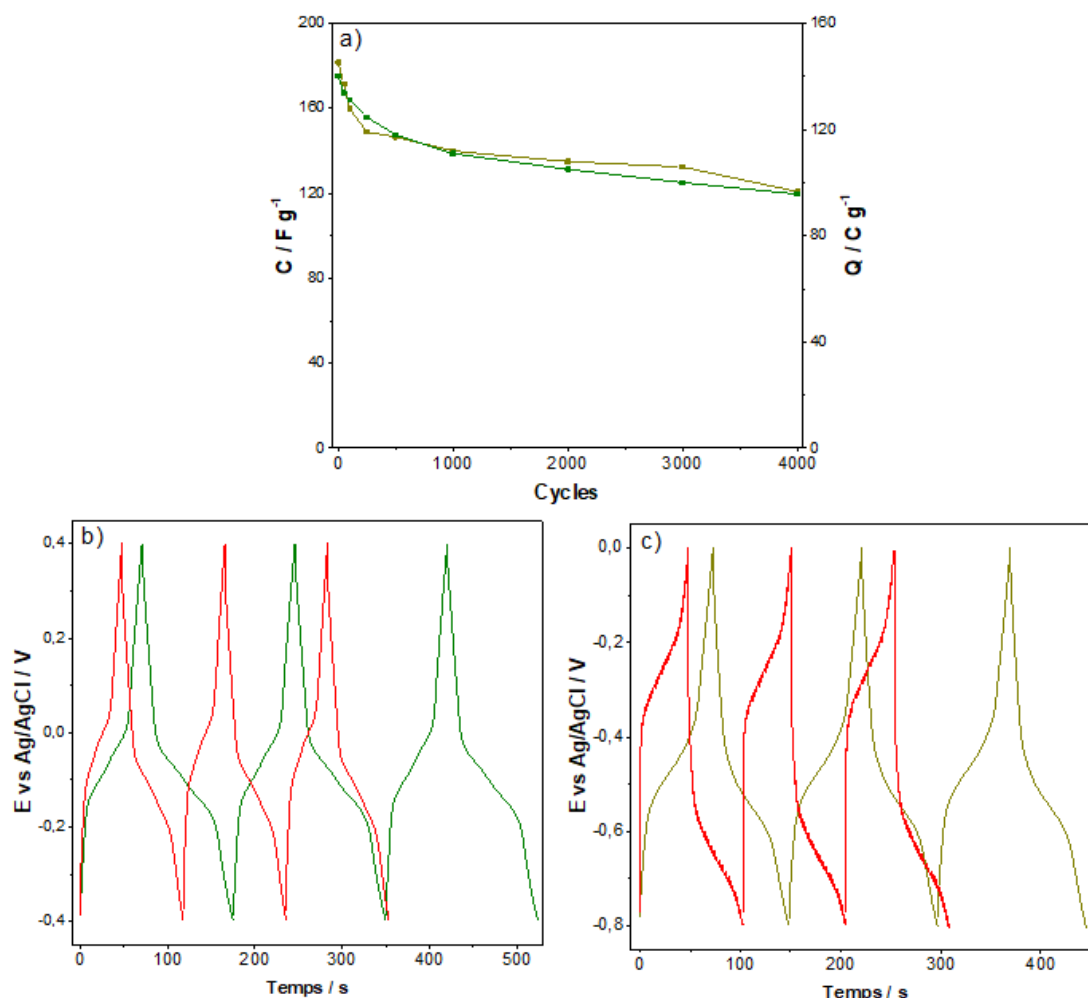 a)
200
160
120
80
40
0
C / F g⁻¹
160
120
80
40
0
Q / C g⁻¹
0 1000 2000 3000 4000
Cycles
b)
0,4
0,2
0,0
-0,2
-0,4
E vs Ag/AgCl / V
0 100 200 300 400 500
Temps / s
c)
0,0
-0,2
-0,4
-0,6
-0,8
E vs Ag/AgCl / V
0 100 200 300 400
Temps / s